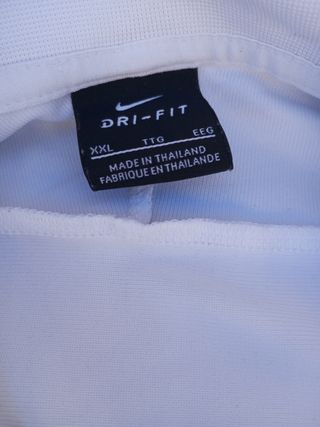 DRI-FIT
XXL TTG EEG
MADE IN THAILAND
FABRIQUE EN THAILANDE